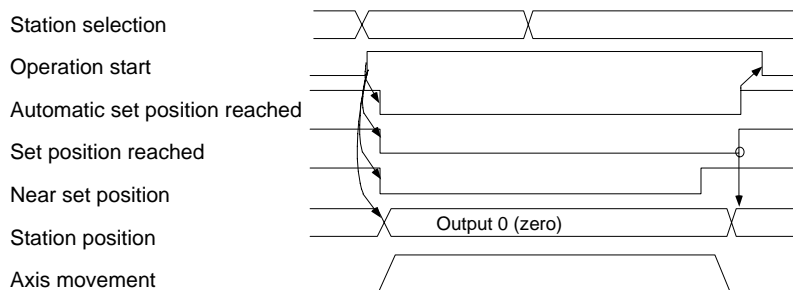 Station selection
Operation start
Automatic set position reached
Set position reached
Near set position
Output 0 (zero)
Station position
Axis movement